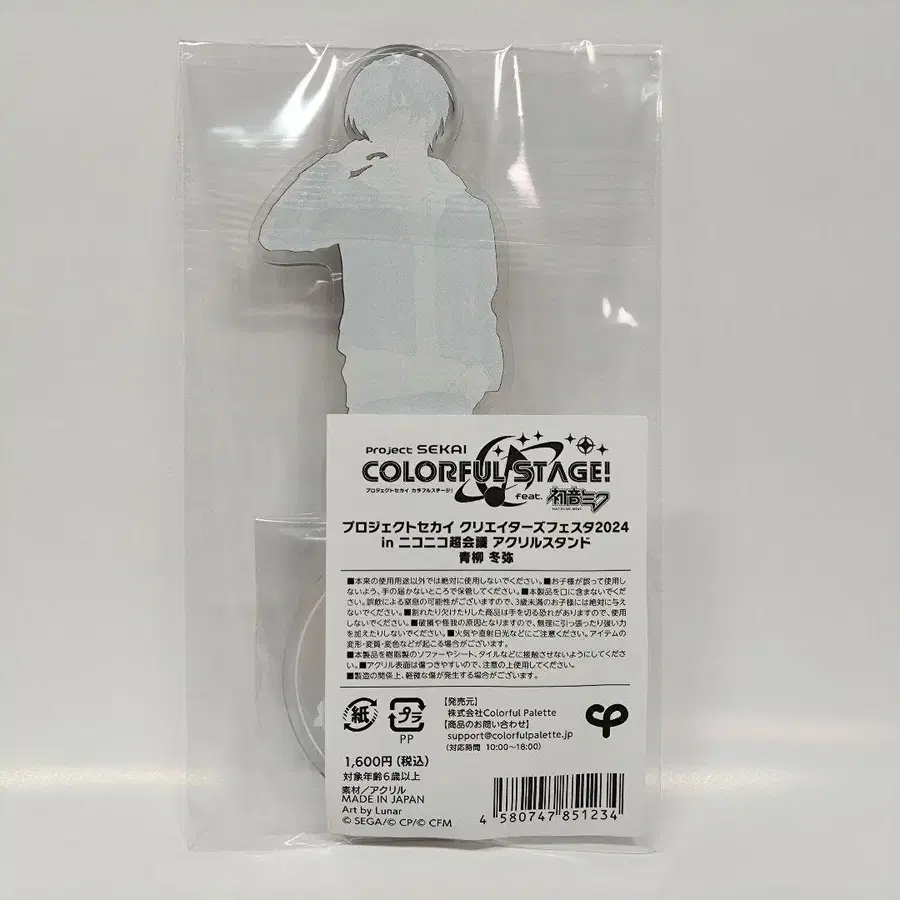 Project SEKAI
COLORFUL STAGE!
プロジェクトセカイ カラフルステージ!
feat. 初音ミク
HATSUNE MIKU
プロジェクトセカイ クリエイターズフェスタ2024
in ニコニコ超会議 アクリルスタンド
青柳 冬弥
■本来の使用用途以外では絶対に使用しないでください。■お子様が誤って使用し
ないよう、手の届かないところで保管してください。■本製品を口に含まないでくだ
さい。誤飲による窒息の可能性がございますので、3歳未満のお子様には絶対に与え
ないでください。■割れたり欠けたりした商品は手を切る恐れがありますので、使用
しないでください。■破損や怪我の原因となりますので、無理に引っ張ったり強い力
を加えたりしないでください。■火気や直射日光などにご注意ください。アイテムの
変形・変質・変色などが起こる場合がございます。
■本製品を樹脂製のソファーやシート、タイルなどに接触させないようにしてくださ
い。■アクリル表面は傷つきやすいので、注意の上使用してください。
■製造の関係上、軽微な傷が発生する場合がございます。
紙
プラ
PP
【発売元】
株式会社Colorful Palette
【商品のお問い合わせ】
support@colorfulpalette.jp
(対応時間 10:00~18:00)
cp
1,600円(税込)
対象年齢6歳以上
素材/アクリル
MADE IN JAPAN
Art by Lunar
© SEGA/© CP/© CFM
4 580747 851234